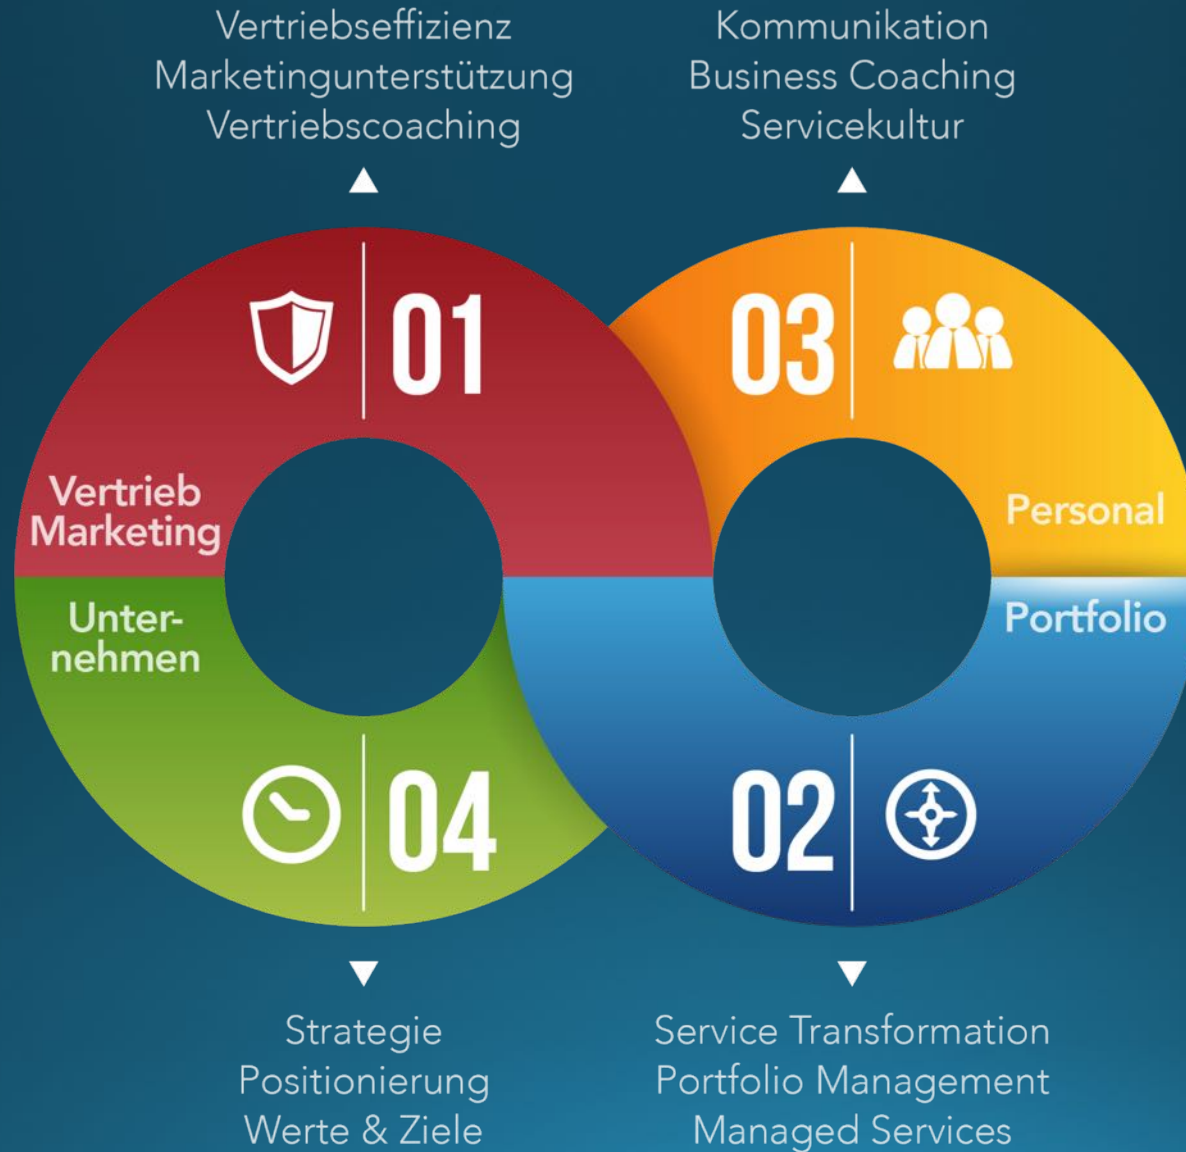 Vertriebseffizienz
Marketingunterstützung
Vertriebscoaching
Kommunikation
Business Coaching
Servicekultur
01
03
Vertrieb
Marketing
Personal
Unter-
nehmen
Portfolio
04
02
Strategie
Positionierung
Werte & Ziele
Service Transformation
Portfolio Management
Managed Services